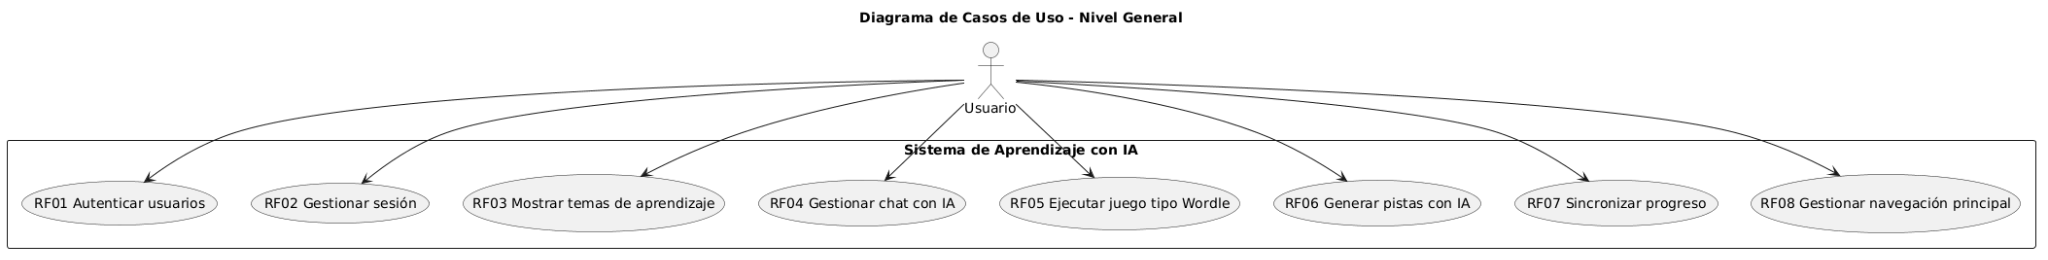 Diagrama de Casos de Uso - Nivel General
Usuario
Sistema de Aprendizaje con IA
RF01 Autenticar usuarios
RF02 Gestionar sesión
RF03 Mostrar temas de aprendizaje
RF04 Gestionar chat con IA
RF05 Ejecutar juego tipo Wordle
RF06 Generar pistas con IA
RF07 Sincronizar progreso
RF08 Gestionar navegación principal